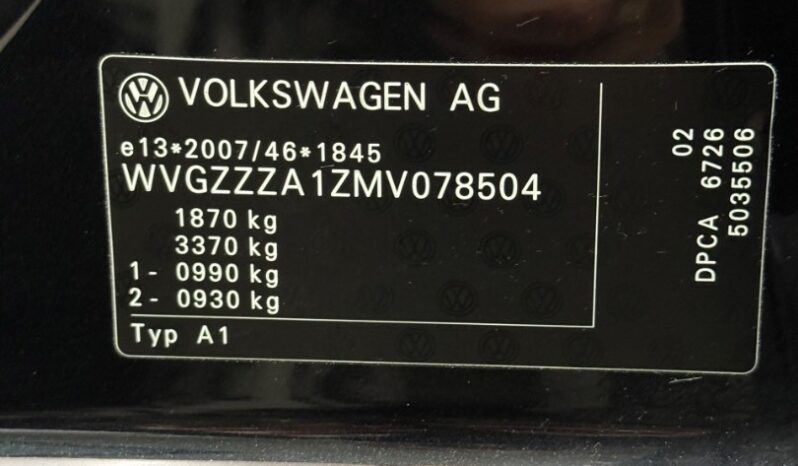 VOLKSWAGEN AG
e13*2007/46*1845
WVGZZZA1ZMV078504
1870 kg
3370 kg
1- 0990 kg
2- 0930 kg
Typ A1
02
DPCA 6726
5035506